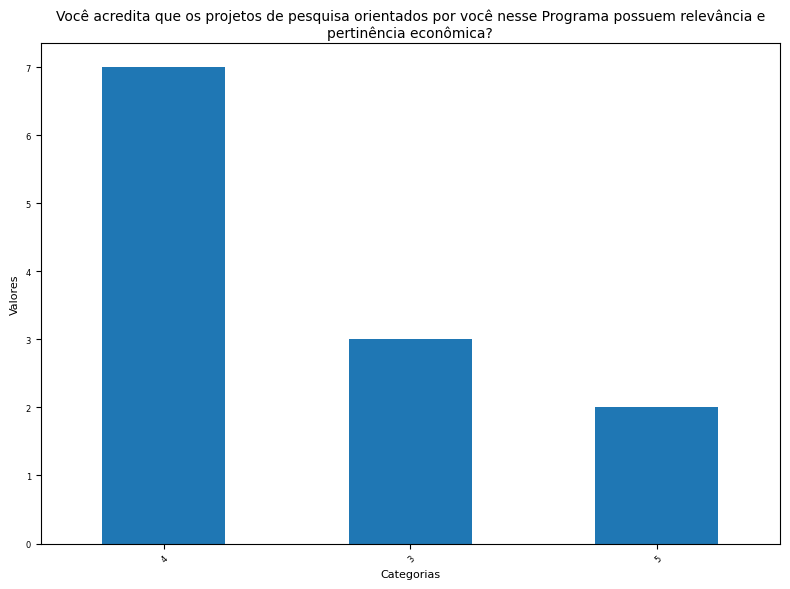 Você acredita que os projetos de pesquisa orientados por você nesse Programa possuem relevância e
pertinência econômica?
7
6
5
4
3
2
1
0
Valores
4
3
5
Categorias